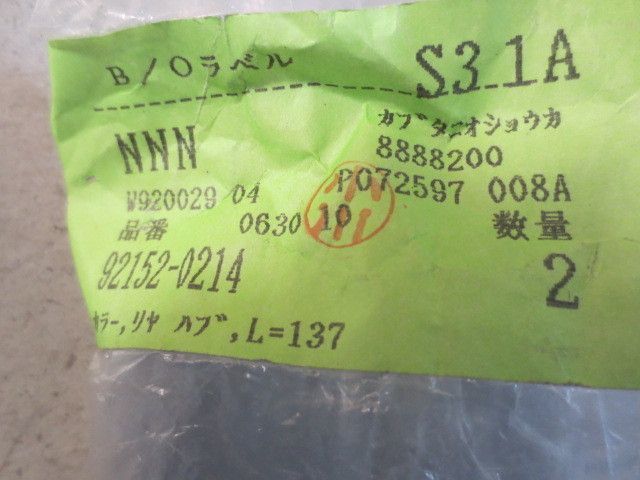 B/Oラベル S31A
NNN カブ゙タニオショウカ
8888200
W920029 04 P072597 008A
品番 0630 10 数量
92152-0214 2
カラー,リヤ ハブ,L=137